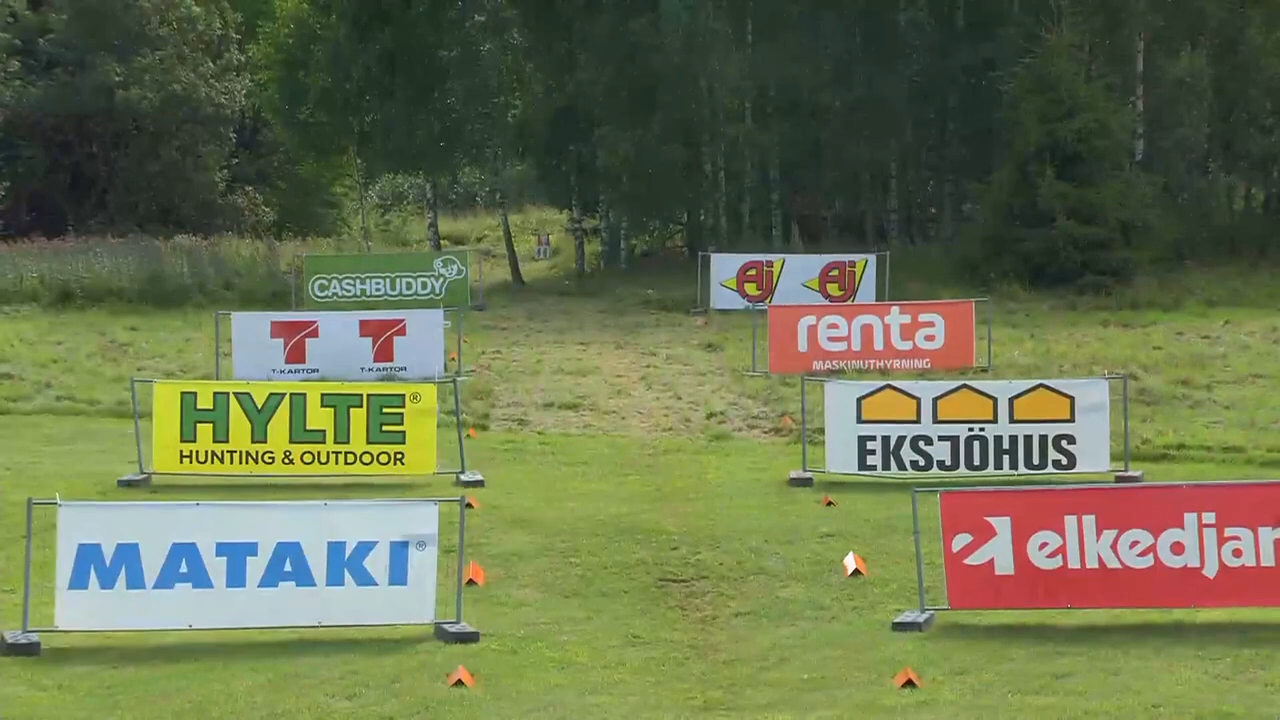 CASHBUDDY
Aj Aj
T-KARTOR T-KARTOR
renta
MASKINUTHYRNING
HYLTE®
HUNTING & OUTDOOR
EKSJÖHUS
MATAKI®
elkedjan